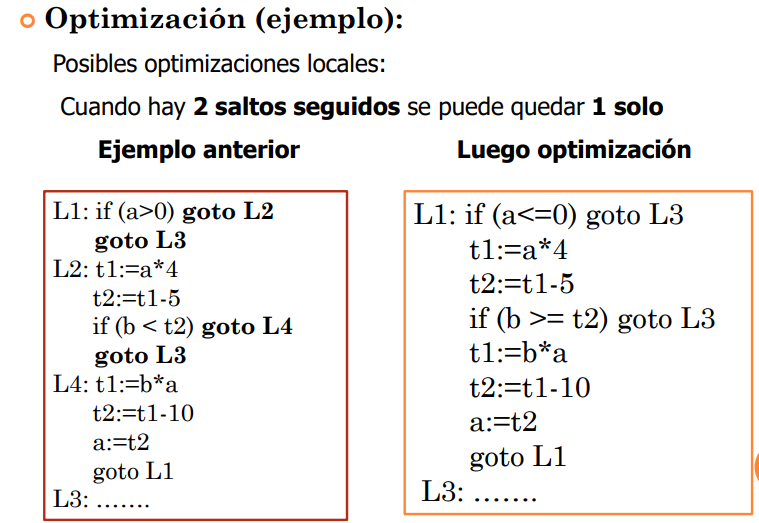 Optimización (ejemplo):
Posibles optimizaciones locales:
Cuando hay 2 saltos seguidos se puede quedar 1 solo
Ejemplo anterior
L1: if (a>0) goto L2
goto L3
L2: t1:=a*4
t2:=t1-5
if (b < t2) goto L4
goto L3
L4: t1:=b*a
t2:=t1-10
a:=t2
goto L1
L3: .......
Luego optimización
L1: if (a<=0) goto L3
t1:=a*4
t2:=t1-5
if (b >= t2) goto L3
t1:=b*a
t2:=t1-10
a:=t2
goto L1
L3: .......